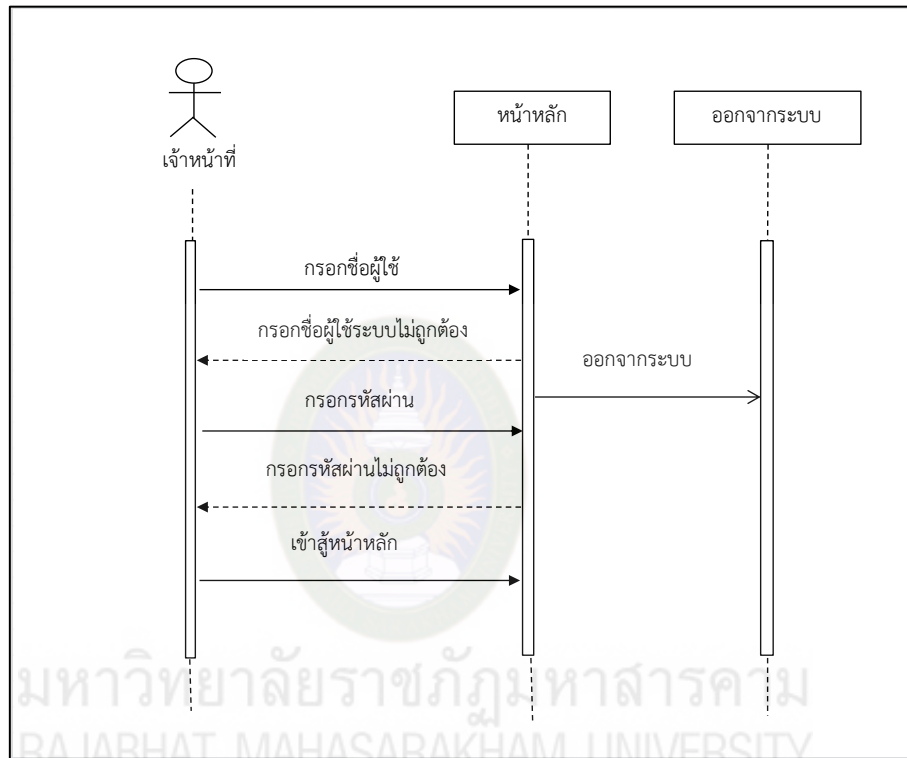 หน้าหลัก
ออกจากระบบ
เจ้าหน้าที่
กรอกชื่อผู้ใช้
กรอกชื่อผู้ใช้ระบบไม่ถูกต้อง
ออกจากระบบ
กรอกรหัสผ่าน
กรอกรหัสผ่านไม่ถูกต้อง
เข้าสู้หน้าหลัก
มหาวิทยาลัยราชภัฏมหาสารคาม
RAJABHAT MAHASARAKHAM UNIVERSITY